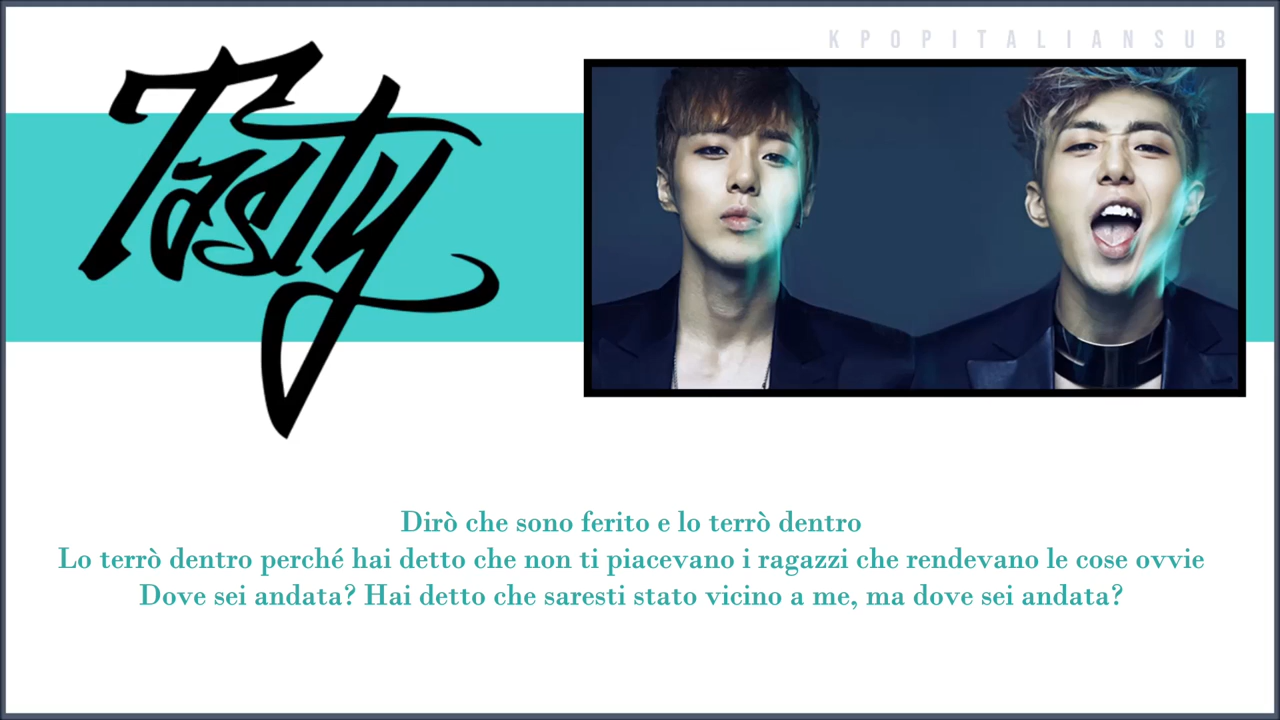 K P O P I T A L I A N S U B
Tasty
Dirò che sono ferito e lo terrò dentro
Lo terrò dentro perché hai detto che non ti piacevano i ragazzi che rendevano le cose ovvie
Dove sei andata? Hai detto che saresti stato vicino a me, ma dove sei andata?